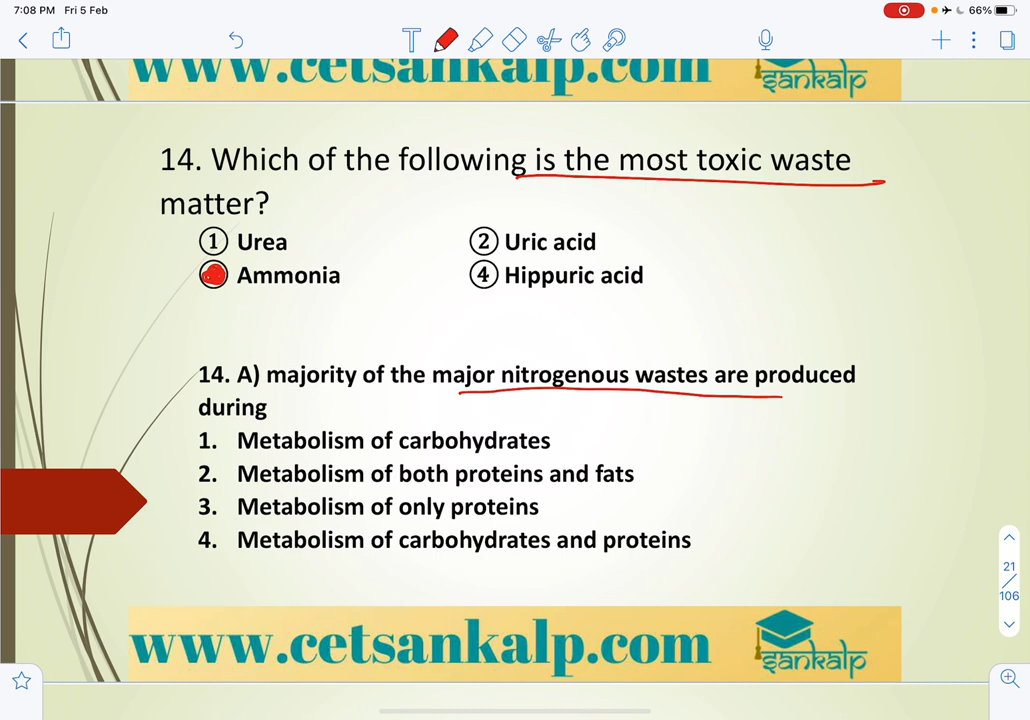 7:08 PM Fri 5 Feb
66%
T
www.cetsankalp.com
sankalp
14. Which of the following is the most toxic waste
matter?
① Urea
② Uric acid
Ammonia
④ Hippuric acid
14. A) majority of the major nitrogenous wastes are produced
during
1. Metabolism of carbohydrates
2. Metabolism of both proteins and fats
3. Metabolism of only proteins
4. Metabolism of carbohydrates and proteins
21
106
www.cetsankalp.com
sankalp